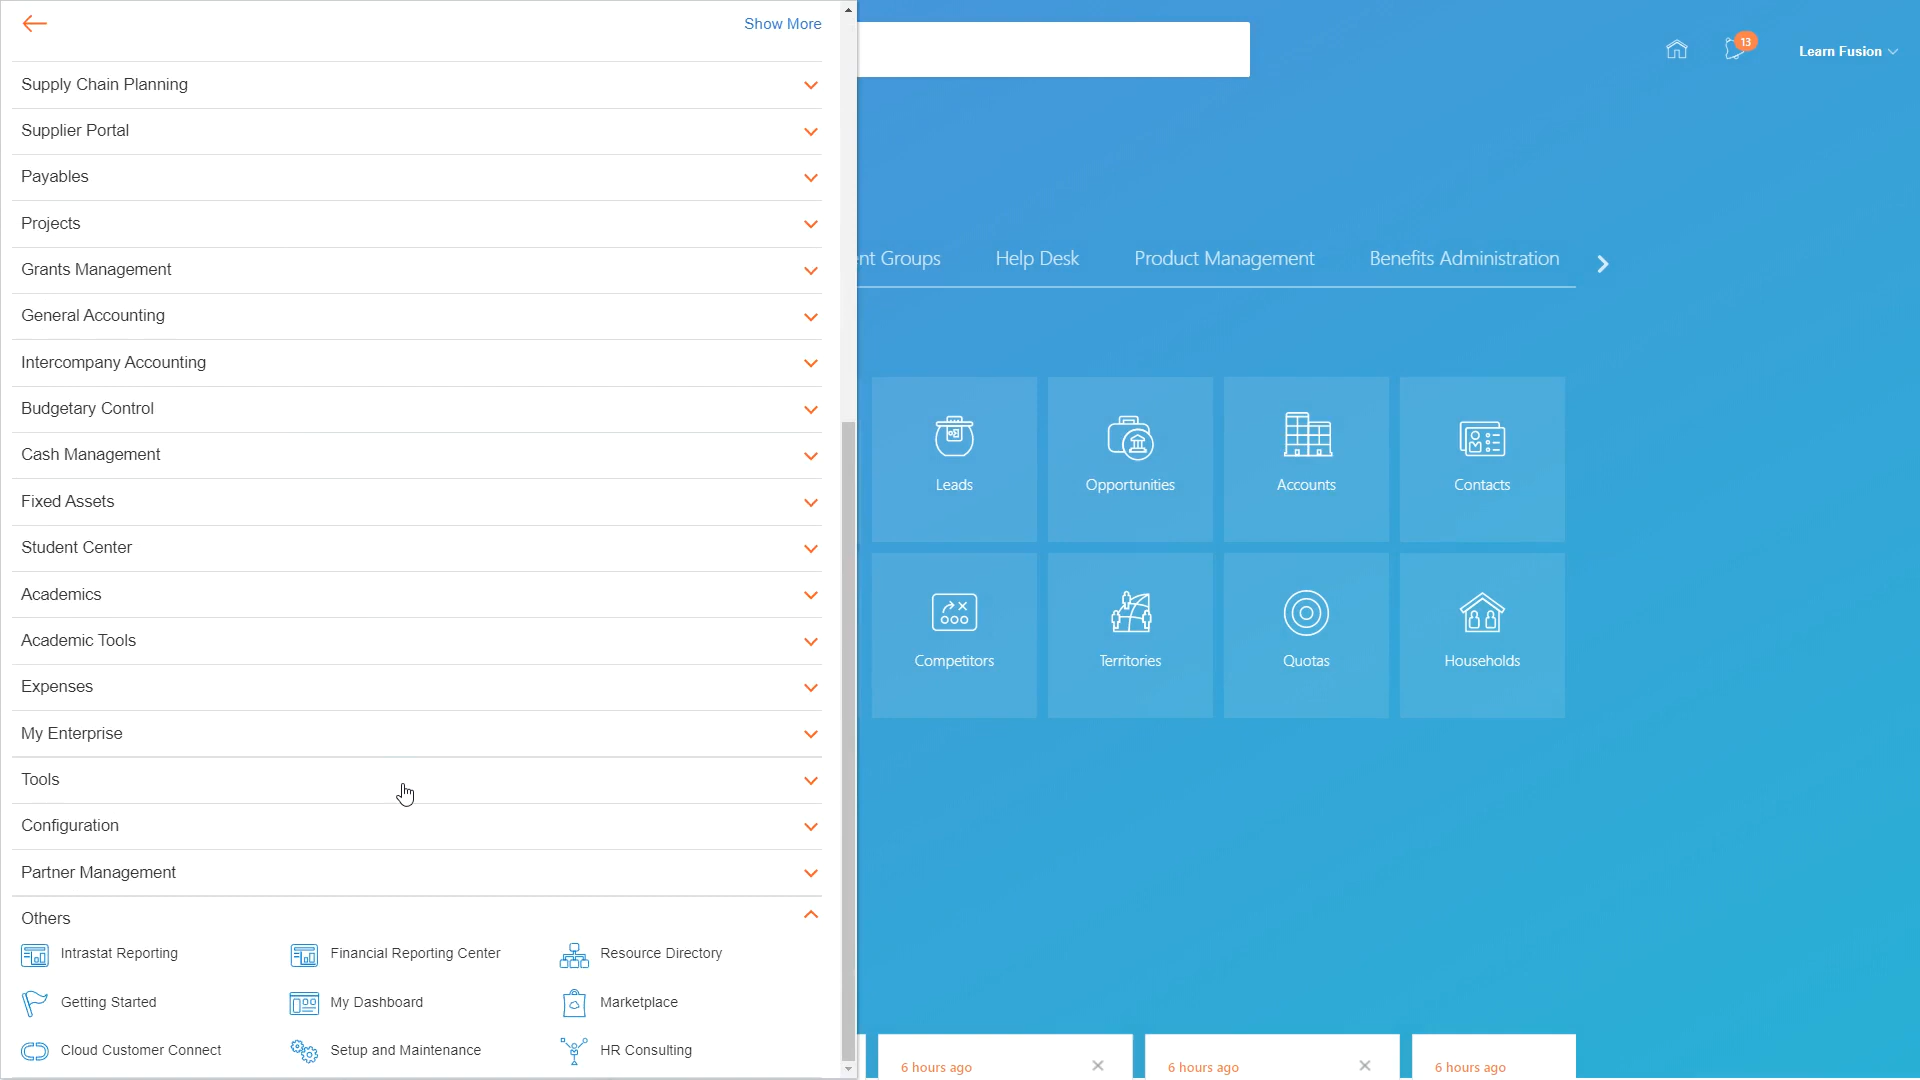 Show More
Supply Chain Planning
Supplier Portal
Payables
Projects
Grants Management
General Accounting
Intercompany Accounting
Budgetary Control
Cash Management
Fixed Assets
Student Center
Academics
Academic Tools
Expenses
My Enterprise
Tools
Configuration
Partner Management
Others
Intrastat Reporting Financial Reporting Center Resource Directory
Getting Started My Dashboard Marketplace
Cloud Customer Connect Setup and Maintenance HR Consulting
13
Learn Fusion
nt Groups Help Desk Product Management Benefits Administration
Leads Opportunities Accounts Contacts
Competitors Territories Quotas Households
6 hours ago 6 hours ago 6 hours ago